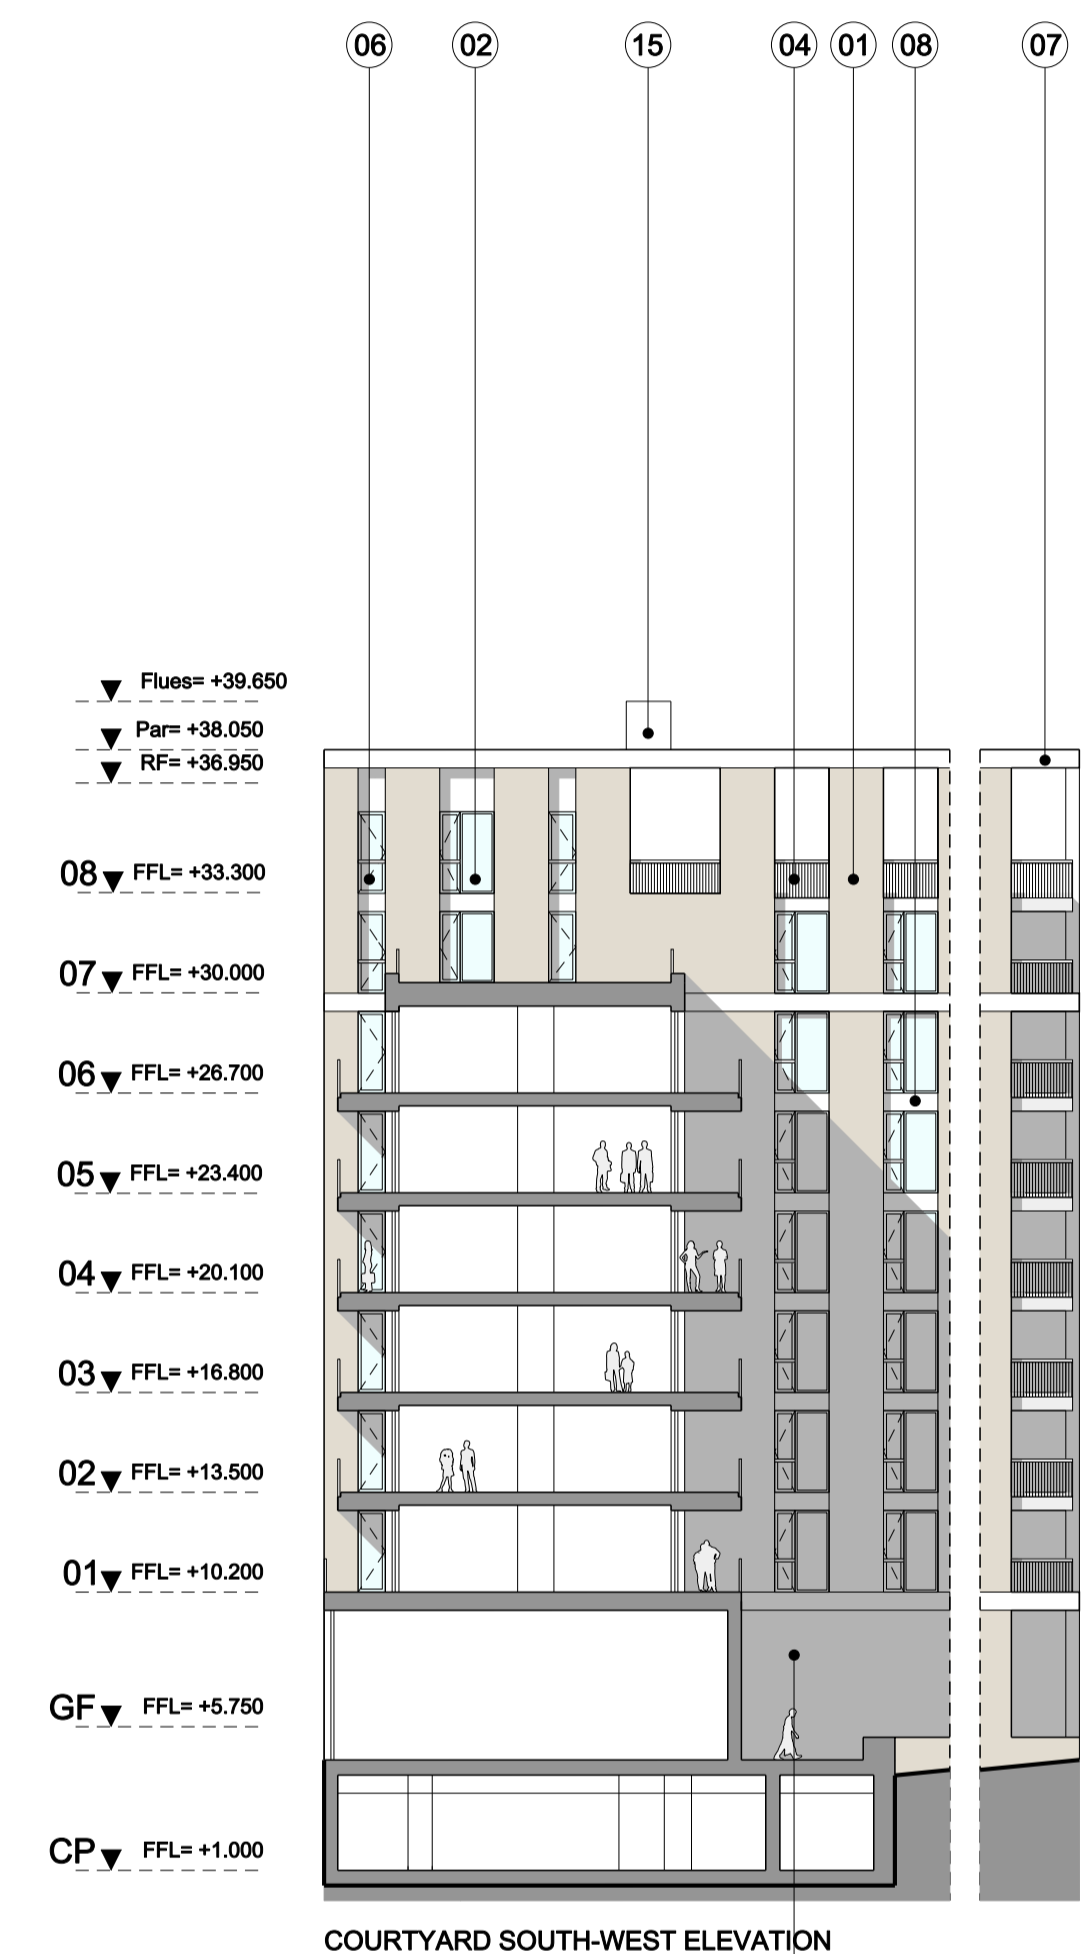 06 02 15 04 01 08 07
Flues= +39.650
Par= +38.050
RF= +36.950
08 FFL= +33.300
07 FFL= +30.000
06 FFL= +26.700
05 FFL= +23.400
04 FFL= +20.100
03 FFL= +16.800
02 FFL= +13.500
01 FFL= +10.200
GF FFL= +5.750
CP FFL= +1.000
COURTYARD SOUTH-WEST ELEVATION